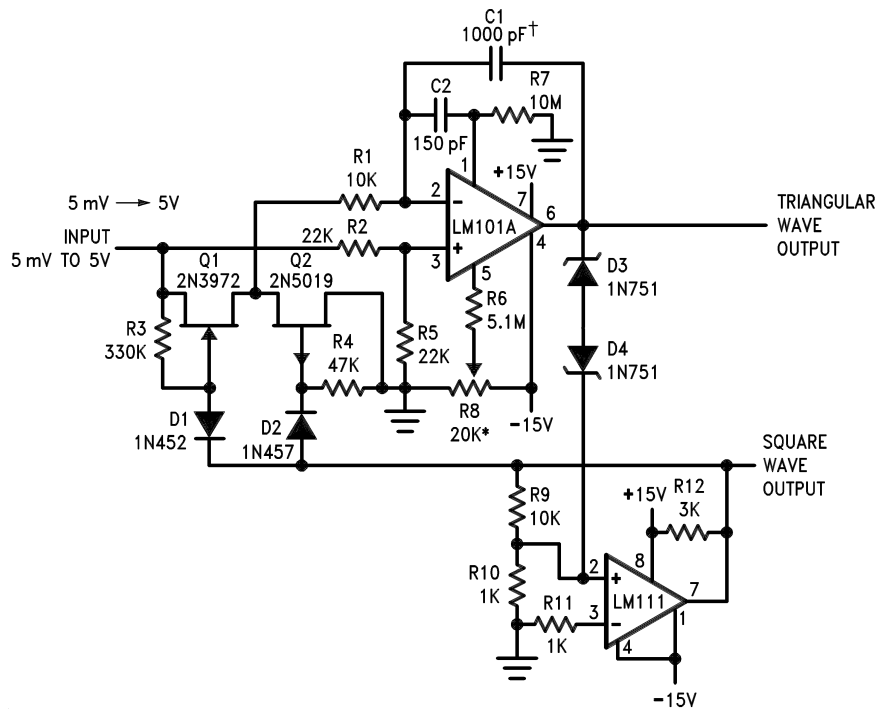 C1
1000 pF†
C2
150 pF
R7
10M
R1
10K
1
+15V
7
5 mV → 5V
2
−
LM101A
6
TRIANGULAR
WAVE
OUTPUT
INPUT
5 mV TO 5V
22K
R2
3
+
4
5
Q1
2N3972
Q2
2N5019
D3
1N751
R6
5.1M
R3
330K
R4
47K
R5
22K
D4
1N751
R8
20K*
−15V
D1
1N452
D2
1N457
SQUARE
WAVE
OUTPUT
R9
10K
+15V
R12
3K
R10
1K
2
+
8
LM111
7
R11
1K
3
−
1
4
−15V